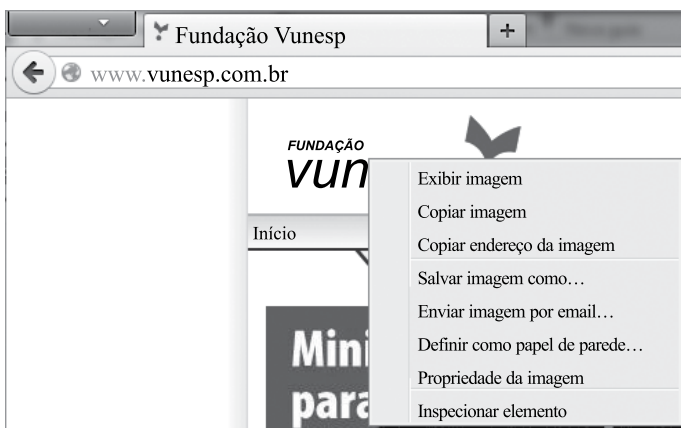 Fundação Vunesp
+
www.vunesp.com.br
FUNDAÇÃO
vun
Exibir imagem
Copiar imagem
Início
Copiar endereço da imagem
Salvar imagem como...
Enviar imagem por email...
Mini
Definir como papel de parede...
Propriedade da imagem
para
Inspecionar elemento